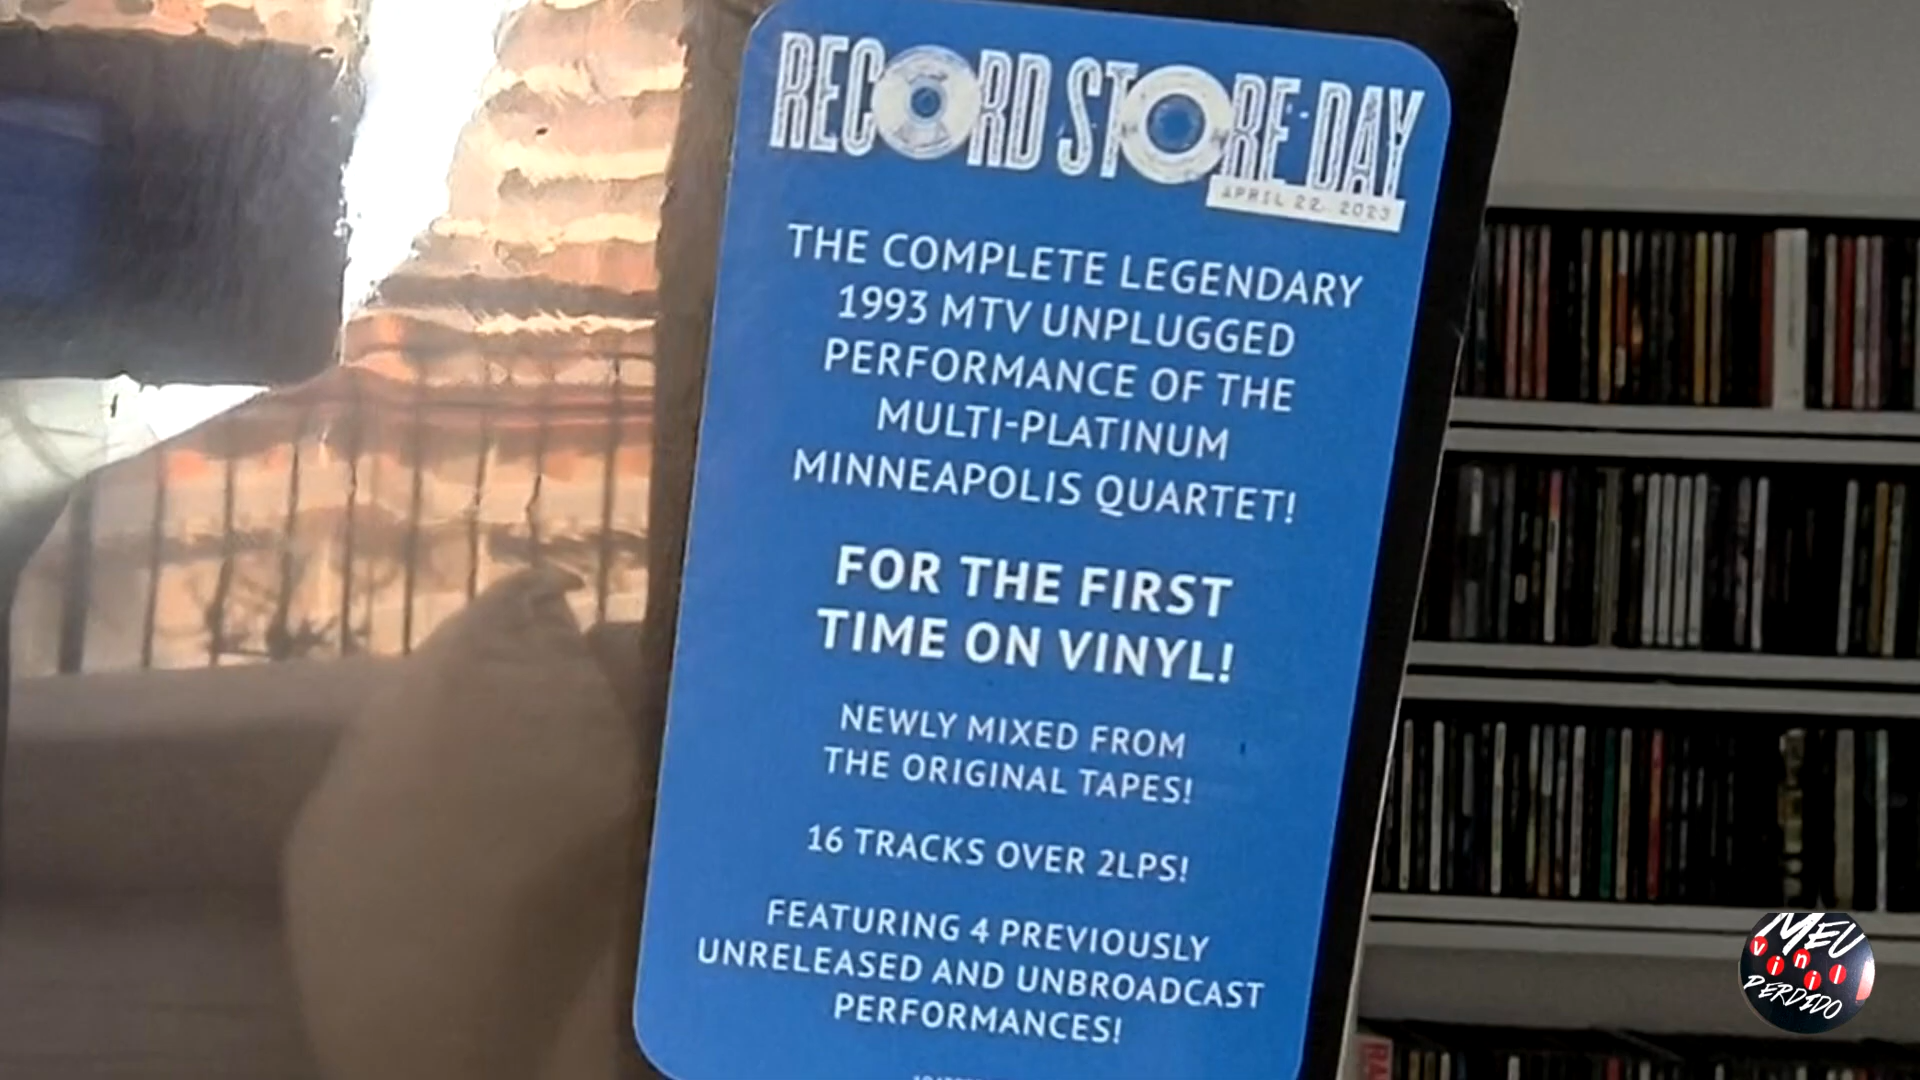 RECORD STORE DAY
APRIL 22, 2023
THE COMPLETE LEGENDARY
1993 MTV UNPLUGGED
PERFORMANCE OF THE
MULTI-PLATINUM
MINNEAPOLIS QUARTET!
FOR THE FIRST
TIME ON VINYL!
NEWLY MIXED FROM
THE ORIGINAL TAPES!
16 TRACKS OVER 2LPS!
FEATURING 4 PREVIOUSLY
UNRELEASED AND UNBROADCAST
PERFORMANCES!
MEU
vinil
PERDIDO